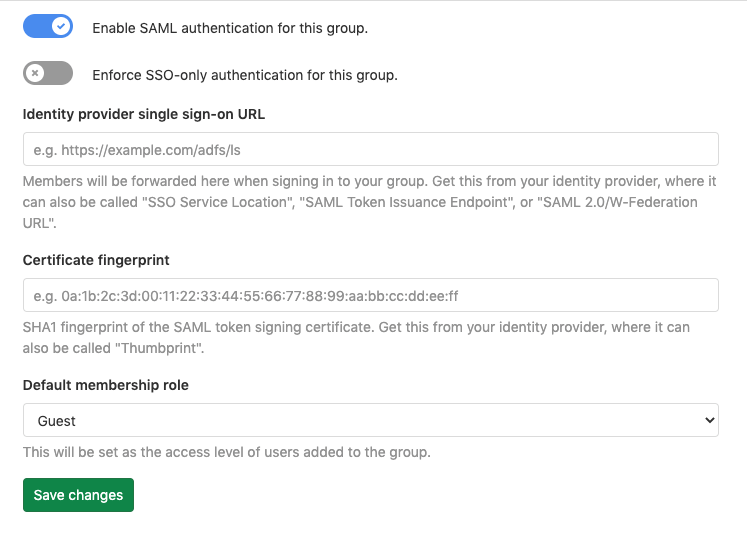 Enable SAML authentication for this group.
Enforce SSO-only authentication for this group.
Identity provider single sign-on URL
e.g. https://example.com/adfs/ls
Members will be forwarded here when signing in to your group. Get this from your identity provider, where it
can also be called "SSO Service Location", "SAML Token Issuance Endpoint", or "SAML 2.0/W-Federation
URL".
Certificate fingerprint
e.g. 0a:1b:2c:3d:00:11:22:33:44:55:66:77:88:99:aa:bb:cc:dd:ee:ff
SHA1 fingerprint of the SAML token signing certificate. Get this from your identity provider, where it can
also be called "Thumbprint".
Default membership role
Guest
This will be set as the access level of users added to the group.
Save changes